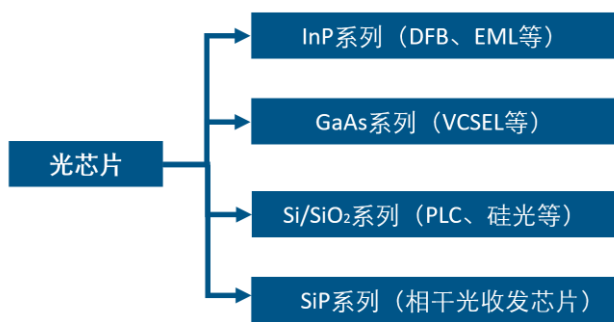 InP系列（DFB、EML等）
GaAs系列（VCSEL等）
光芯片
Si/SiO₂系列（PLC、硅光等）
SiP系列（相干光收发芯片）